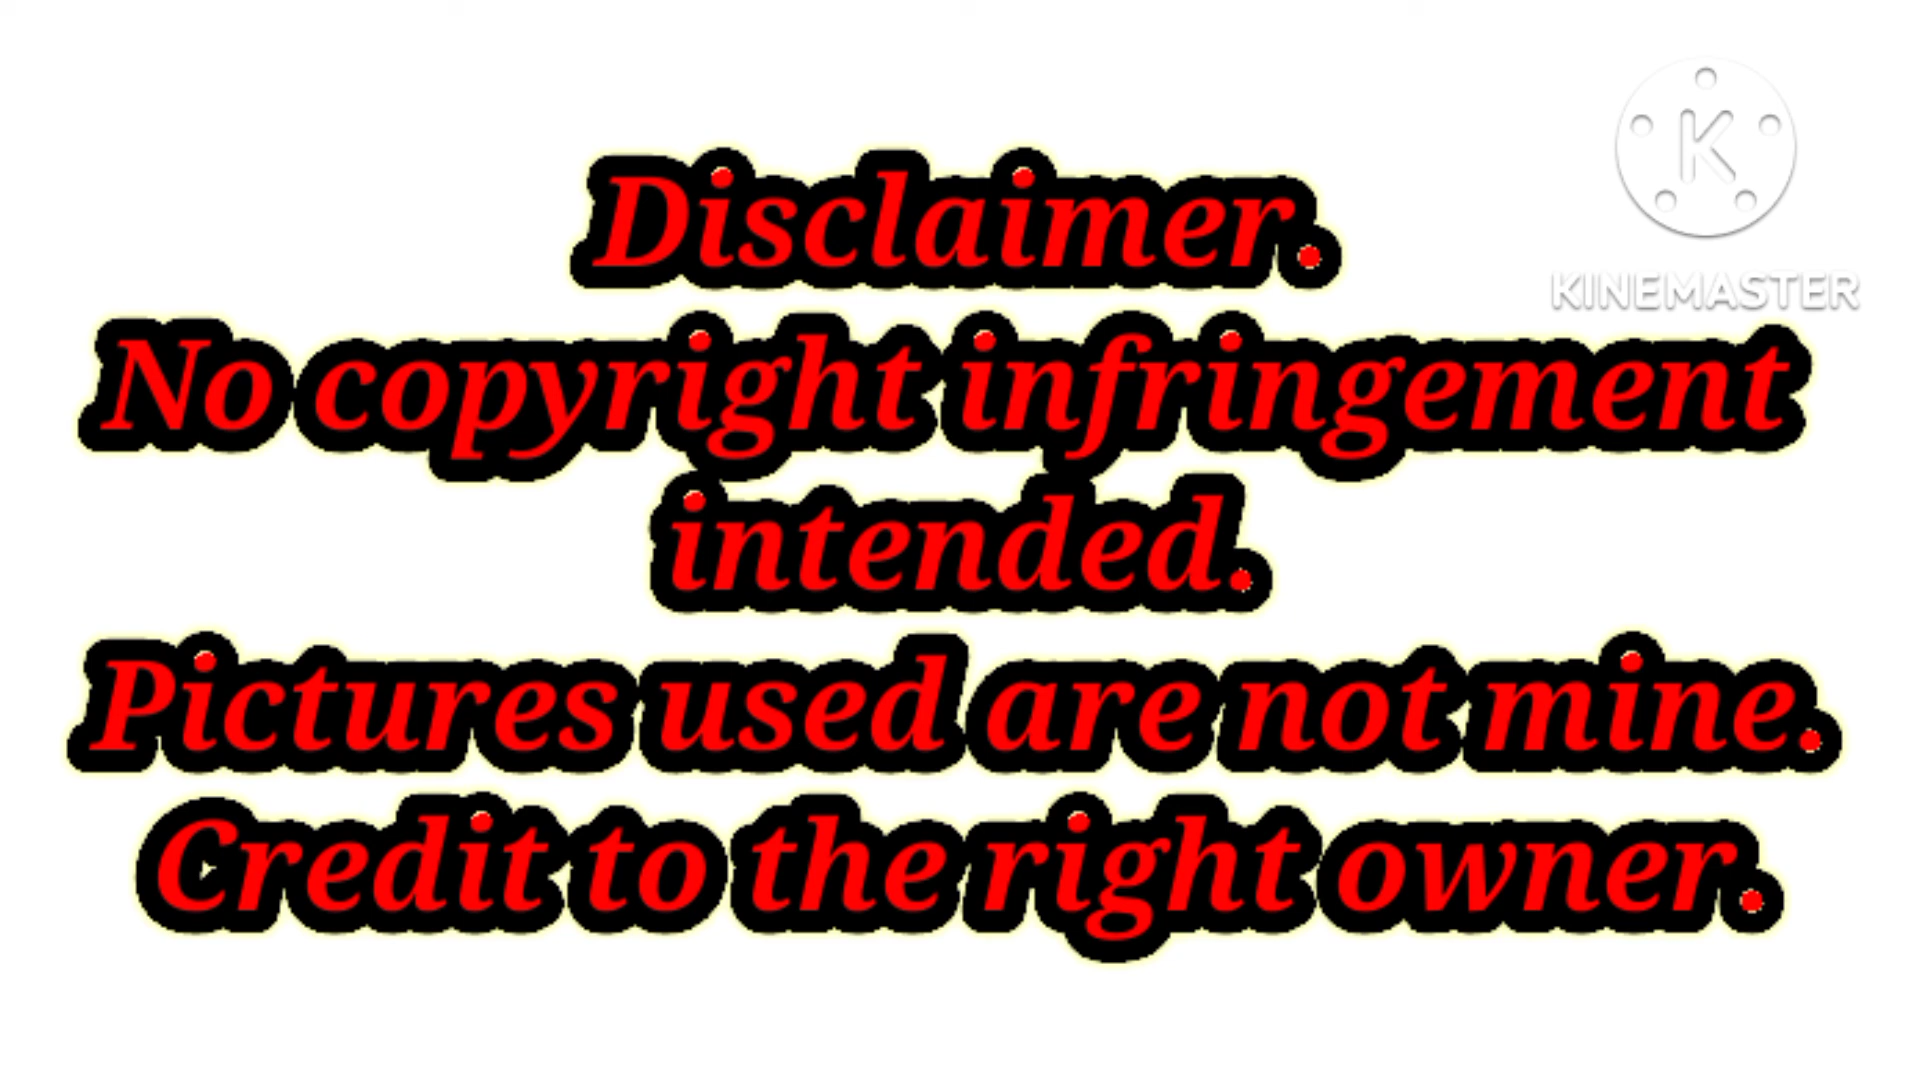 Disclaimer.
No copyright infringement
intended.
Pictures used are not mine.
Credit to the right owner.
K
KINEMASTER